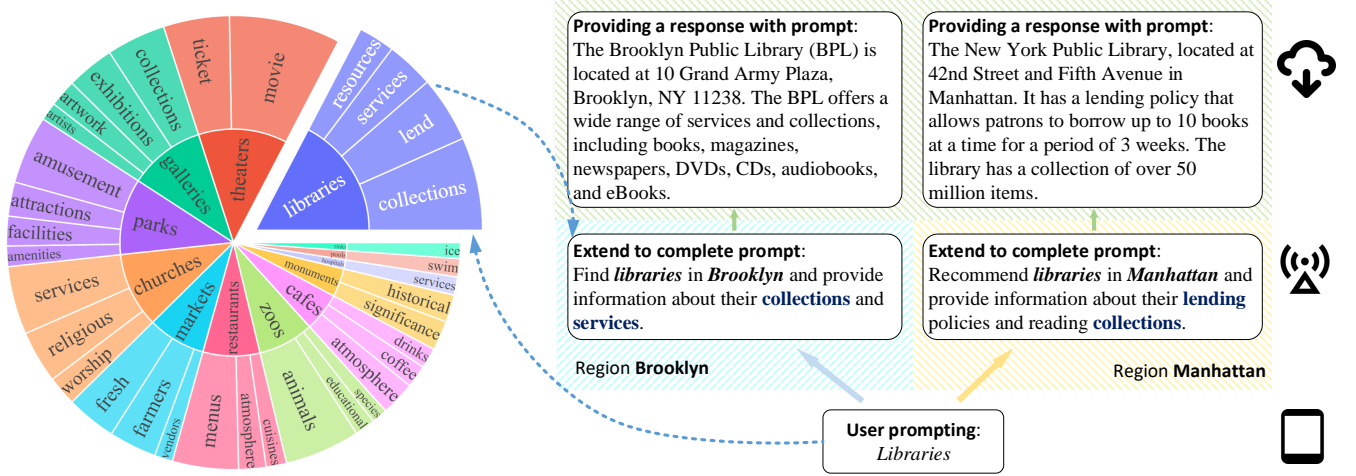 ticket
movie
collections
exhibitions
artwork
artists
theaters
galleries
amusement
attractions
facilities
amenities
parks
services
religious
worship
churches
fresh
farmers
vendors
markets
menus
atmosphere
cuisines
restaurants
animals
educational
species
zoos
atmosphere
coffee
drinks
cafes
significance
historical
monuments
services
hospitals
swim
pools
ice
rinks
resources
services
lend
collections
libraries
Providing a response with prompt:
The Brooklyn Public Library (BPL) is
located at 10 Grand Army Plaza,
Brooklyn, NY 11238. The BPL offers a
wide range of services and collections,
including books, magazines,
newspapers, DVDs, CDs, audiobooks,
and eBooks.
Providing a response with prompt:
The New York Public Library, located at
42nd Street and Fifth Avenue in
Manhattan. It has a lending policy that
allows patrons to borrow up to 10 books
at a time for a period of 3 weeks. The
library has a collection of over 50
million items.
Extend to complete prompt:
Find libraries in Brooklyn and provide
information about their collections and
services.
Region Brooklyn
Extend to complete prompt:
Recommend libraries in Manhattan and
provide information about their lending
policies and reading collections.
Region Manhattan
User prompting:
Libraries